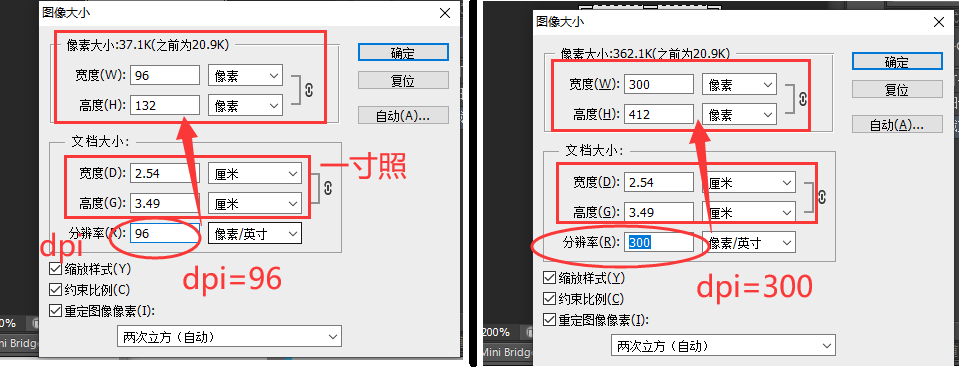 图像大小
像素大小:37.1K(之前为20.9K)
宽度(W): 96 像素
高度(H): 132 像素
确定
复位
自动(A)...
文档大小:
宽度(D): 2.54 厘米
高度(G): 3.49 厘米
分辨率(R): 96 像素/英寸
一寸照
dpi
dpi=96
缩放样式(Y)
约束比例(C)
重定图像像素(I):
两次立方（自动）
0%
Mini Bridge
图像大小
像素大小:362.1K(之前为20.9K)
宽度(W): 300 像素
高度(H): 412 像素
确定
复位
自动(A)...
文档大小:
宽度(D): 2.54 厘米
高度(G): 3.49 厘米
分辨率(R): 300 像素/英寸
dpi=300
缩放样式(Y)
约束比例(C)
重定图像像素(I):
两次立方（自动）
200%
Mini Bridge